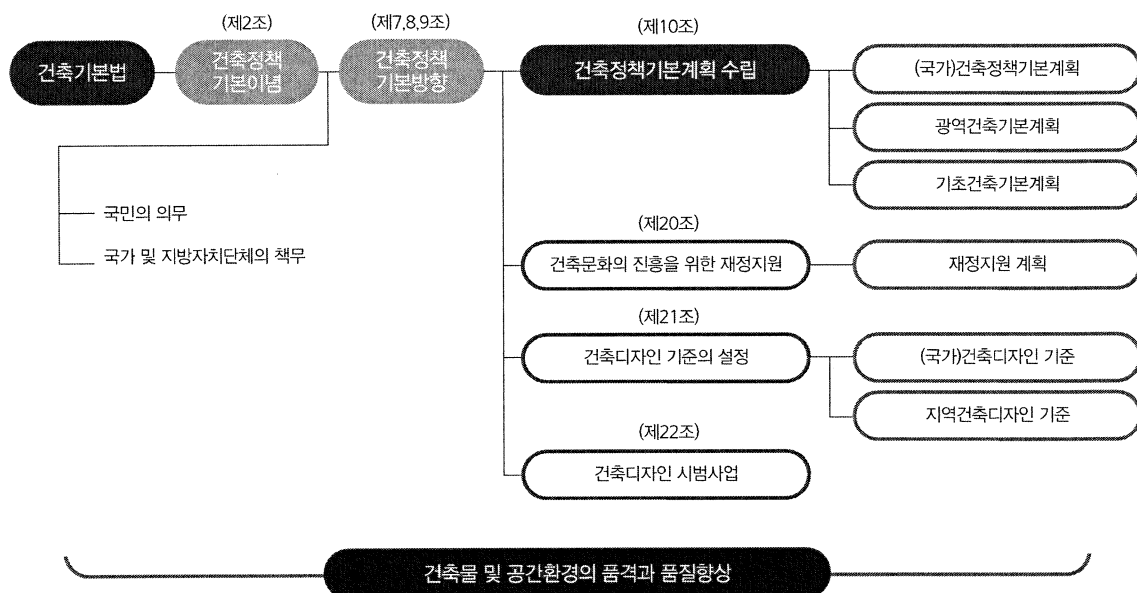 (제2조)
(제7,8,9조)
(제10조)
건축기본법
건축정책
기본이념
건축정책
기본방향
건축정책기본계획 수립
(국가)건축정책기본계획
광역건축기본계획
기초건축기본계획
국민의 의무
국가 및 지방자치단체의 책무
(제20조)
건축문화의 진흥을 위한 재정지원
재정지원 계획
(제21조)
건축디자인 기준의 설정
(국가)건축디자인 기준
지역건축디자인 기준
(제22조)
건축디자인 시범사업
건축물 및 공간환경의 품격과 품질향상